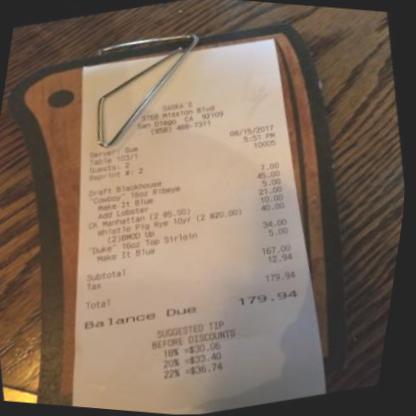 SASKA'S
3768 Mission Blvd
San Diego CA 92109
(858) 488-7311
Server: Sue 08/15/2017
Table 103/1 5:51 PM
Guests: 2 10005
Reprint #: 2
Draft Blackhouse 7.00
"Cowboy" 16oz Ribeye 45.00
Make It Blue 5.00
Add Lobster 21.00
CK Manhattan (2 @5.00) 10.00
Whistle Pig Rye 10yr (2 @20.00) 40.00
(2)BMOD Up
"Duke" 16oz Top Sirloin 34.00
Make It Blue 5.00
Subtotal 167.00
Tax 12.94
Total 179.94
Balance Due 179.94
SUGGESTED TIP
BEFORE DISCOUNTS
18% =$30.06
20% =$33.40
22% =$36.74